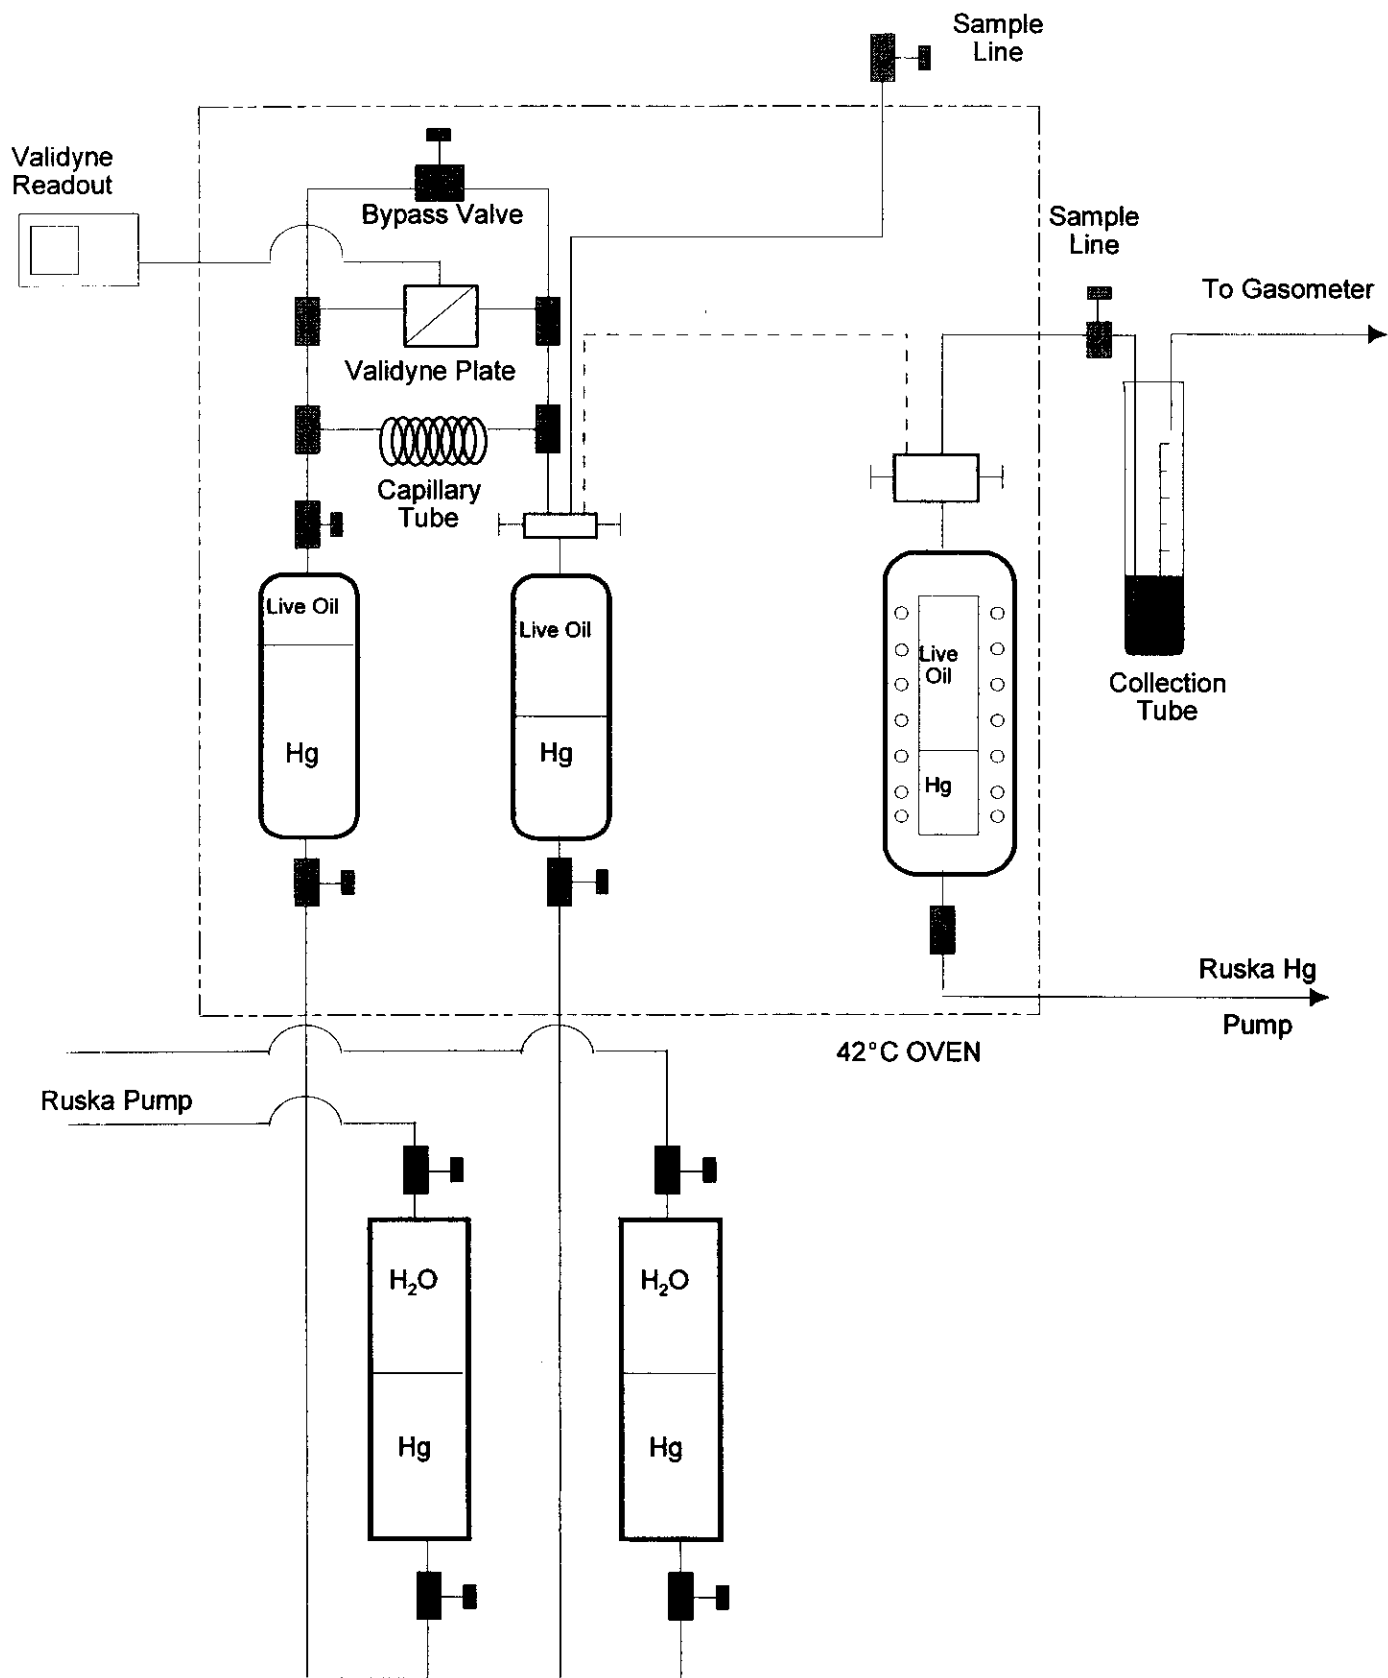 Sample
Line
Validyne
Readout
Bypass Valve
Sample
Line
To Gasometer
Validyne Plate
Capillary
Tube
Live Oil
Live Oil
Live
Oil
Collection
Tube
Hg
Hg
Hg
Ruska Hg
Pump
42°C OVEN
Ruska Pump
H₂O
H₂O
Hg
Hg